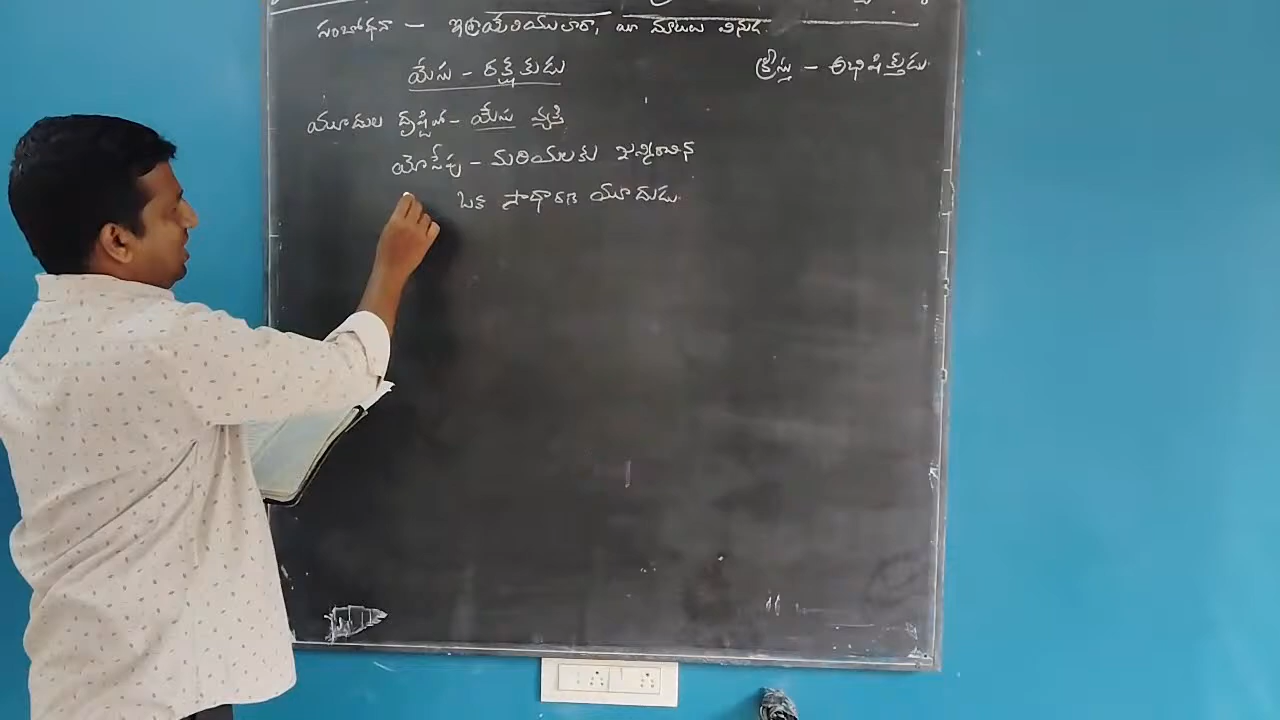 సంబోధనా - ఇశ్రాయేలీయులారా, మా మాటలు వినుడి.
యేసు - రక్షకుడు
క్రీస్తు - అభిషిక్తుడు.
యూదుల దృష్టిలో - యేసు వ్యక్తి
యోసేపు - మరియలకు జన్మించిన
ఒక సాధారణ యూదుడు.